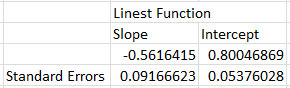 Linest Function
Slope Intercept
-0.5616415 0.80046869
Standard Errors 0.09166623 0.05376028